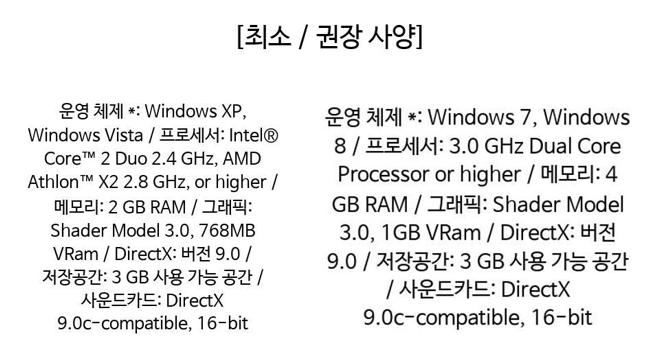 [최소 / 권장 사양]
운영 체제 *: Windows XP,
Windows Vista / 프로세서: Intel®
Core™ 2 Duo 2.4 GHz, AMD
Athlon™ X2 2.8 GHz, or higher /
메모리: 2 GB RAM / 그래픽:
Shader Model 3.0, 768MB
VRam / DirectX: 버전 9.0 /
저장공간: 3 GB 사용 가능 공간 /
사운드카드: DirectX
9.0c-compatible, 16-bit
운영 체제 *: Windows 7, Windows
8 / 프로세서: 3.0 GHz Dual Core
Processor or higher / 메모리: 4
GB RAM / 그래픽: Shader Model
3.0, 1GB VRam / DirectX: 버전
9.0 / 저장공간: 3 GB 사용 가능 공간
/ 사운드카드: DirectX
9.0c-compatible, 16-bit